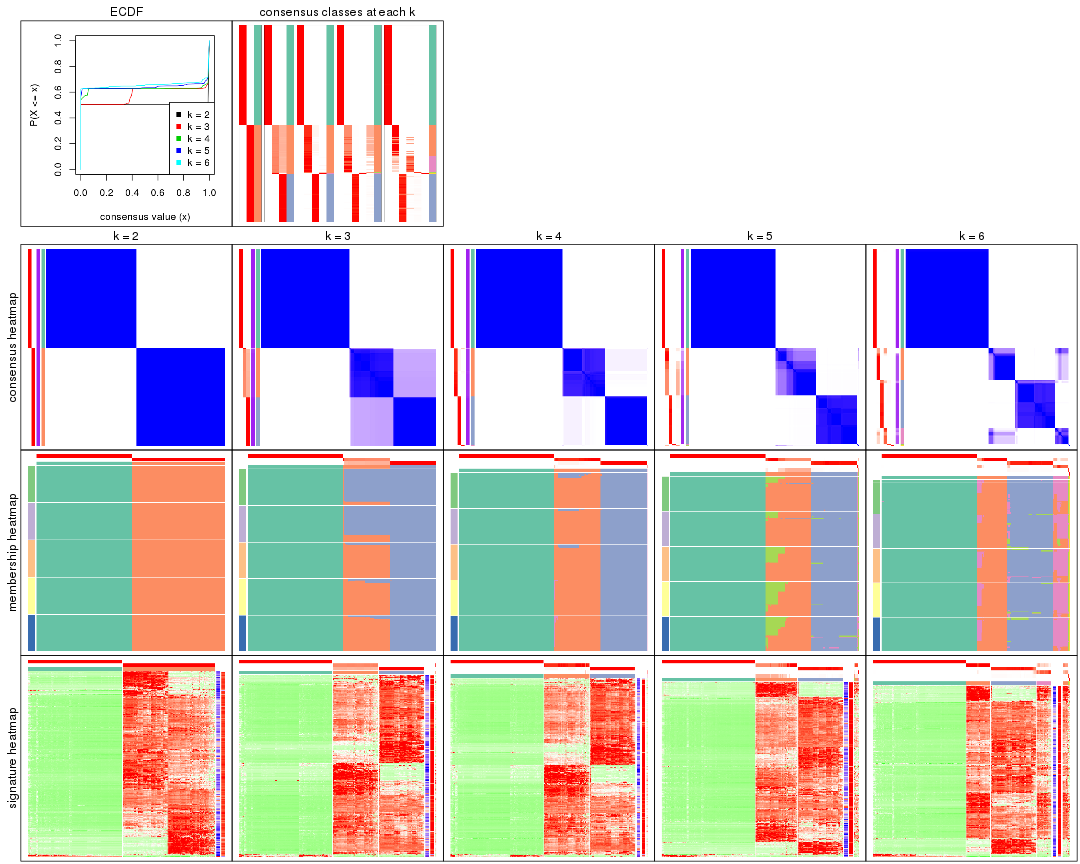 ECDF
consensus classes at each k
P(X <= x)
0.0 0.2 0.4 0.6 0.8 1.0
k = 2
k = 3
k = 4
k = 5
k = 6
0.0 0.2 0.4 0.6 0.8 1.0
consensus value (x)
k = 2
k = 3
k = 4
k = 5
k = 6
consensus heatmap
membership heatmap
signature heatmap